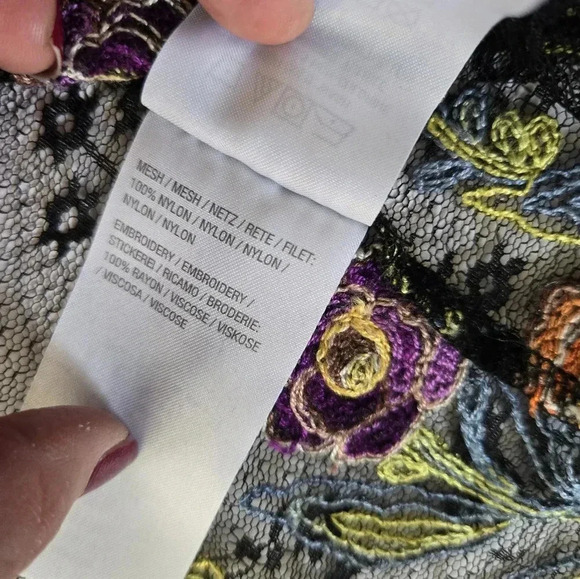 MESH / MESH / NETZ / RETE / FILET:
100% NYLON / NYLON / NYLON /
NYLON / NYLON
EMBROIDERY / EMBROIDERY /
STICKEREI / RICAMO / BRODERIE:
100% RAYON / VISCOSE / VISKOSE
/ VISCOSA / VISCOSE